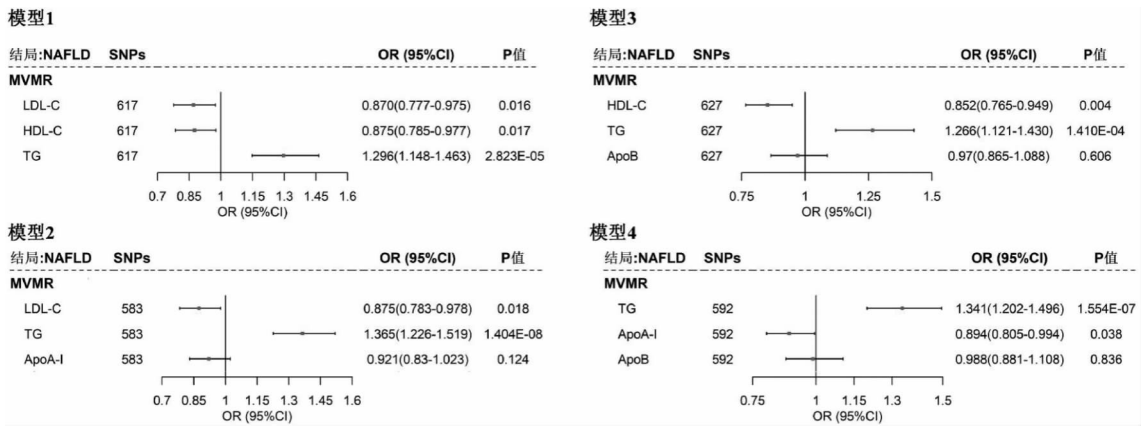 模型1
结局:NAFLD SNPs OR (95%CI) P值
MVMR
LDL-C 617 0.870(0.777-0.975) 0.016
HDL-C 617 0.875(0.785-0.977) 0.017
TG 617 1.296(1.148-1.463) 2.823E-05
0.7 0.85 1 1.15 1.3 1.45 1.6
OR (95%CI)
模型2
结局:NAFLD SNPs OR (95%CI) P值
MVMR
LDL-C 583 0.875(0.783-0.978) 0.018
TG 583 1.365(1.226-1.519) 1.404E-08
ApoA-I 583 0.921(0.83-1.023) 0.124
0.7 0.85 1 1.15 1.3 1.45 1.6
OR (95%CI)
模型3
结局:NAFLD SNPs OR (95%CI) P值
MVMR
HDL-C 627 0.852(0.765-0.949) 0.004
TG 627 1.266(1.121-1.430) 1.410E-04
ApoB 627 0.97(0.865-1.088) 0.606
0.75 1 1.25 1.5
OR (95%CI)
模型4
结局:NAFLD SNPs OR (95%CI) P值
MVMR
TG 592 1.341(1.202-1.496) 1.554E-07
ApoA-I 592 0.894(0.805-0.994) 0.038
ApoB 592 0.988(0.881-1.108) 0.836
0.75 1 1.15 1.3 1.5
OR (95%CI)